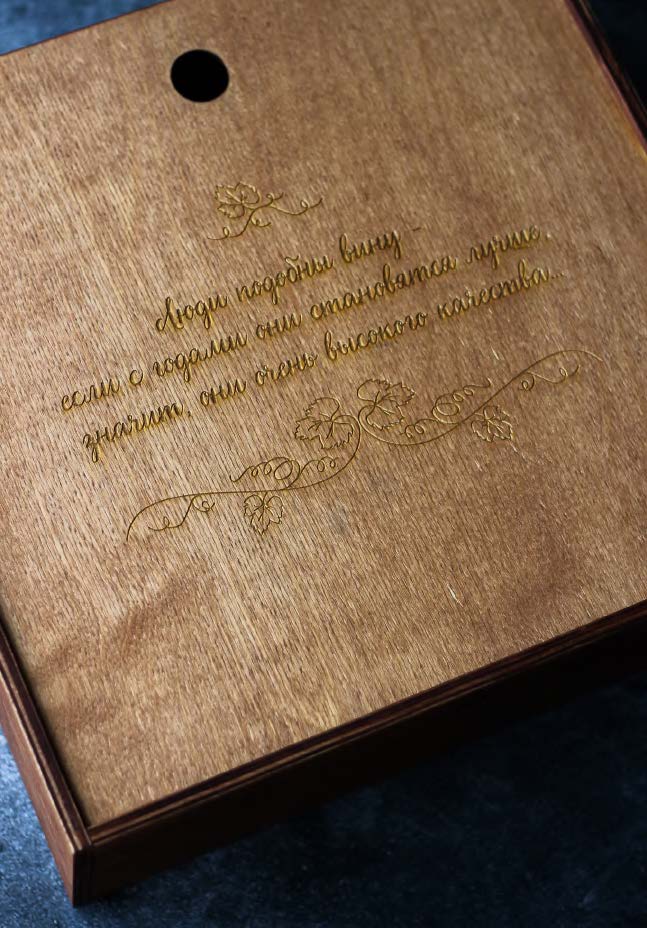 Люди подобны вину -
если с годами они становятся лучше,
значит, они очень высокого качества...